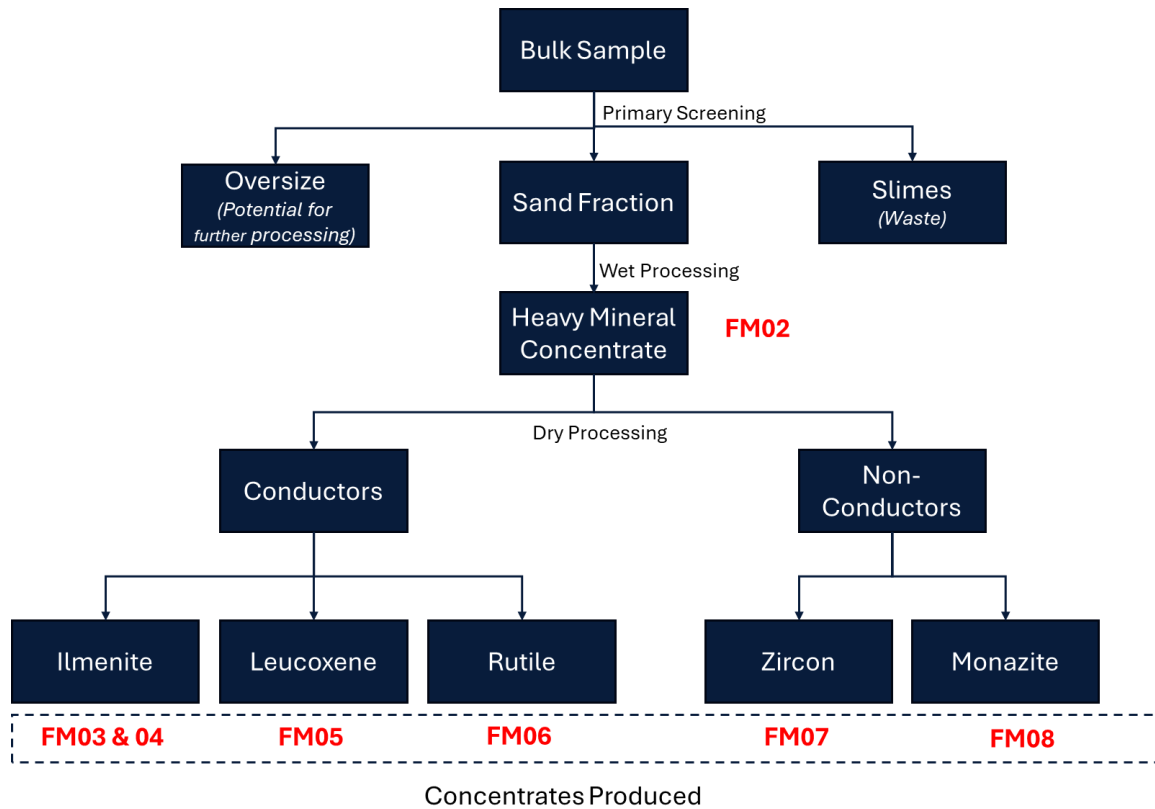 Bulk Sample
Primary Screening
Oversize
(Potential for
further processing)
Sand Fraction
Slimes
(Waste)
Wet Processing
Heavy Mineral
Concentrate
FM02
Dry Processing
Conductors
Non-
Conductors
Ilmenite
Leucoxene
Rutile
Zircon
Monazite
FM03 & 04
FM05
FM06
FM07
FM08
Concentrates Produced